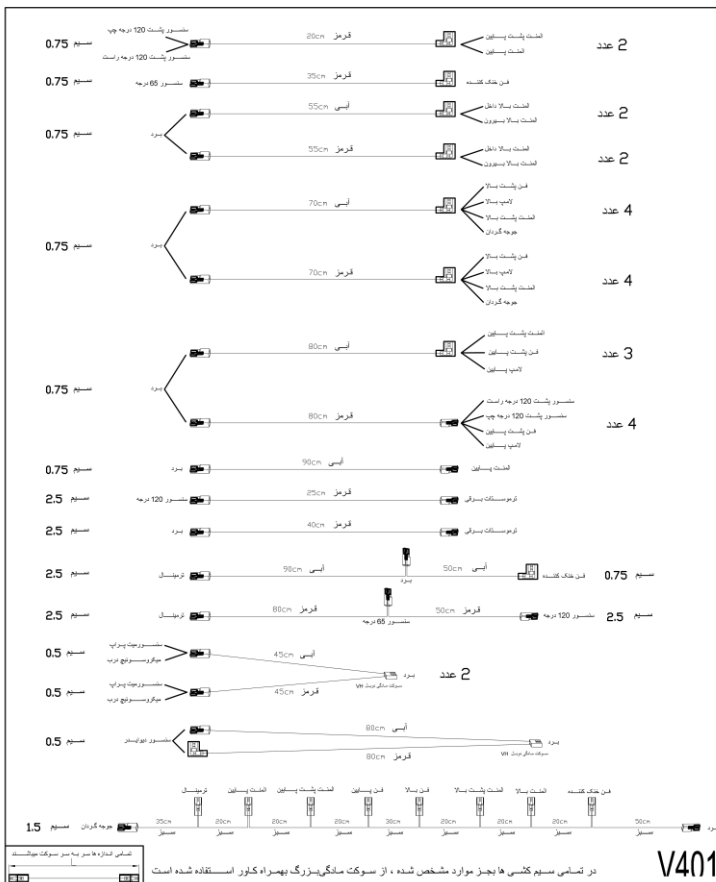 سنسور پشت 120 درجه چپ
سیم 0.75 20cm قرمز المنت پشت پایین 2 عدد
المنت پایین
سنسور پشت 120 درجه راست
سیم 0.75 سنسور 65 درجه 35cm قرمز فن خنک کننده
55cm آبی المنت بالا داخل 2 عدد
المنت بالا بیرون
سیم 0.75 برد
55cm قرمز المنت بالا داخل 2 عدد
المنت بالا بیرون
فن پشت بالا
70cm آبی لامپ بالا 4 عدد
المنت پشت بالا
جوجه گردان
سیم 0.75 برد
فن پشت بالا
70cm قرمز لامپ بالا 4 عدد
المنت پشت بالا
جوجه گردان
المنت پشت پایین
80cm آبی فن پشت پایین 3 عدد
لامپ پایین
سیم 0.75 برد
سنسور پشت 120 درجه راست
80cm قرمز سنسور پشت 120 درجه چپ 4 عدد
فن پشت پایین
لامپ پایین
سیم 0.75 برد 90cm آبی المنت پایین
سیم 2.5 سنسور 120 درجه 25cm قرمز ترموستات برقی
سیم 2.5 برد 40cm قرمز ترموستات برقی
سیم 2.5 ترمینال 90cm آبی برد 50cm آبی فن خنک کننده سیم 0.75
سیم 2.5 ترمینال 80cm قرمز سنسور 65 درجه 50cm قرمز سنسور 120 درجه سیم 2.5
سیم 0.5 سنسورمیت پراپ 45cm آبی
میکروسوئیچ درب
برد 2 عدد
سوکت مادگی درست VH
سیم 0.5 سنسورمیت پراپ 45cm قرمز
میکروسوئیچ درب
80cm آبی
سیم 0.5 سنسور دیوایدر برد
سوکت مادگی درست VH
80cm قرمز
ترمینال المنت پایین المنت پشت پایین فن پایین فن بالا المنت پشت بالا المنت بالا فن خنک کننده
سیم 1.5 جوجه گردان 35cm 20cm 20cm 20cm 30cm 20cm 20cm 20cm 50cm برد
سبز سبز سبز سبز سبز سبز سبز سبز سبز
تمامی اندازه ها سر به سر سوکت میباشند
در تمامی سیم کشی ها بجز موارد مشخص شده ، از سوکت مادگی بزرگ بهمراه کاور استفاده شده است
V401